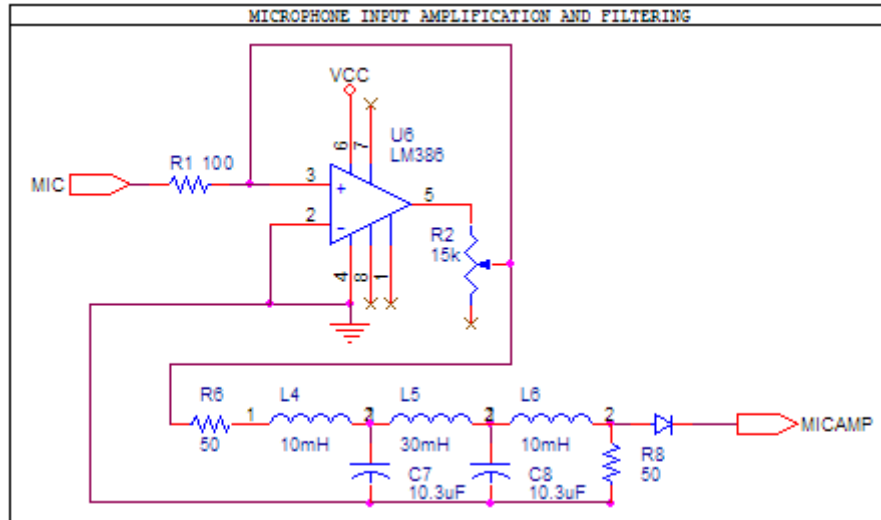 MICROPHONE INPUT AMPLIFICATION AND FILTERING
VCC
6
7
U6
LM386
MIC
R1 100
3
+
2
-
5
4
8
1
R2
15k
R6
50
1
L4
10mH
2
L5
30mH
2
L6
10mH
2
MICAMP
C7
10.3uF
C8
10.3uF
R8
50